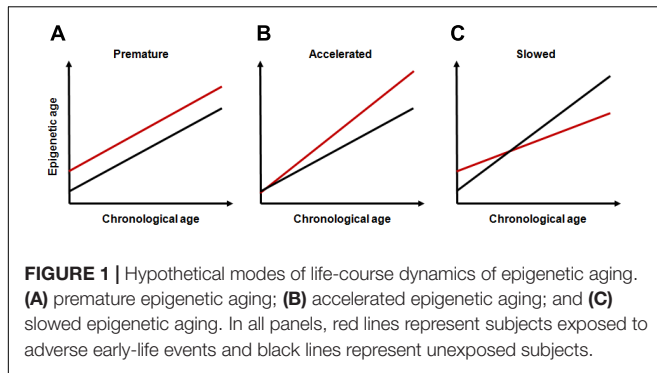 A B C
Premature Accelerated Slowed
Epigenetic age
Chronological age Chronological age Chronological age
FIGURE 1 | Hypothetical modes of life-course dynamics of epigenetic aging.
(A) premature epigenetic aging; (B) accelerated epigenetic aging; and (C)
slowed epigenetic aging. In all panels, red lines represent subjects exposed to
adverse early-life events and black lines represent unexposed subjects.